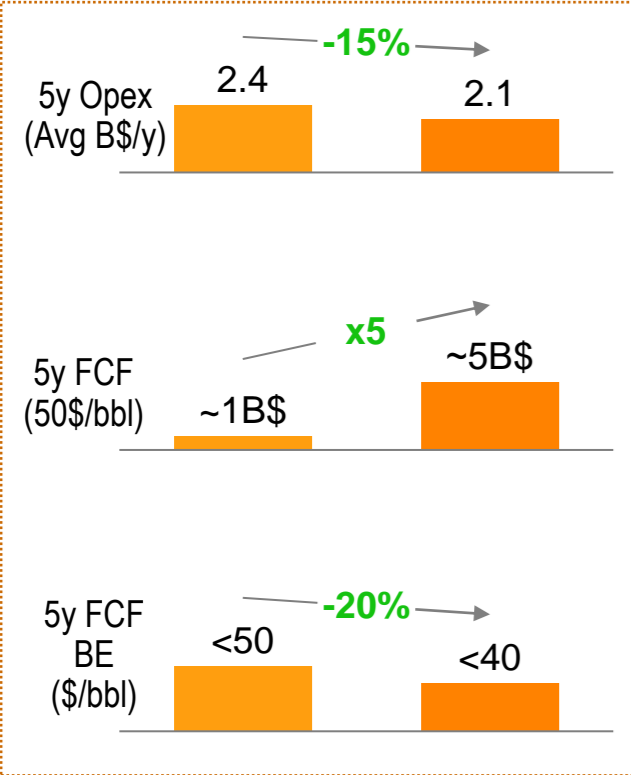 -15%
2.4
2.1
5y Opex
(Avg B$/y)
x5
~5B$
5y FCF
(50$/bbl)
~1B$
-20%
5y FCF
BE
($/bbl)
<50
<40